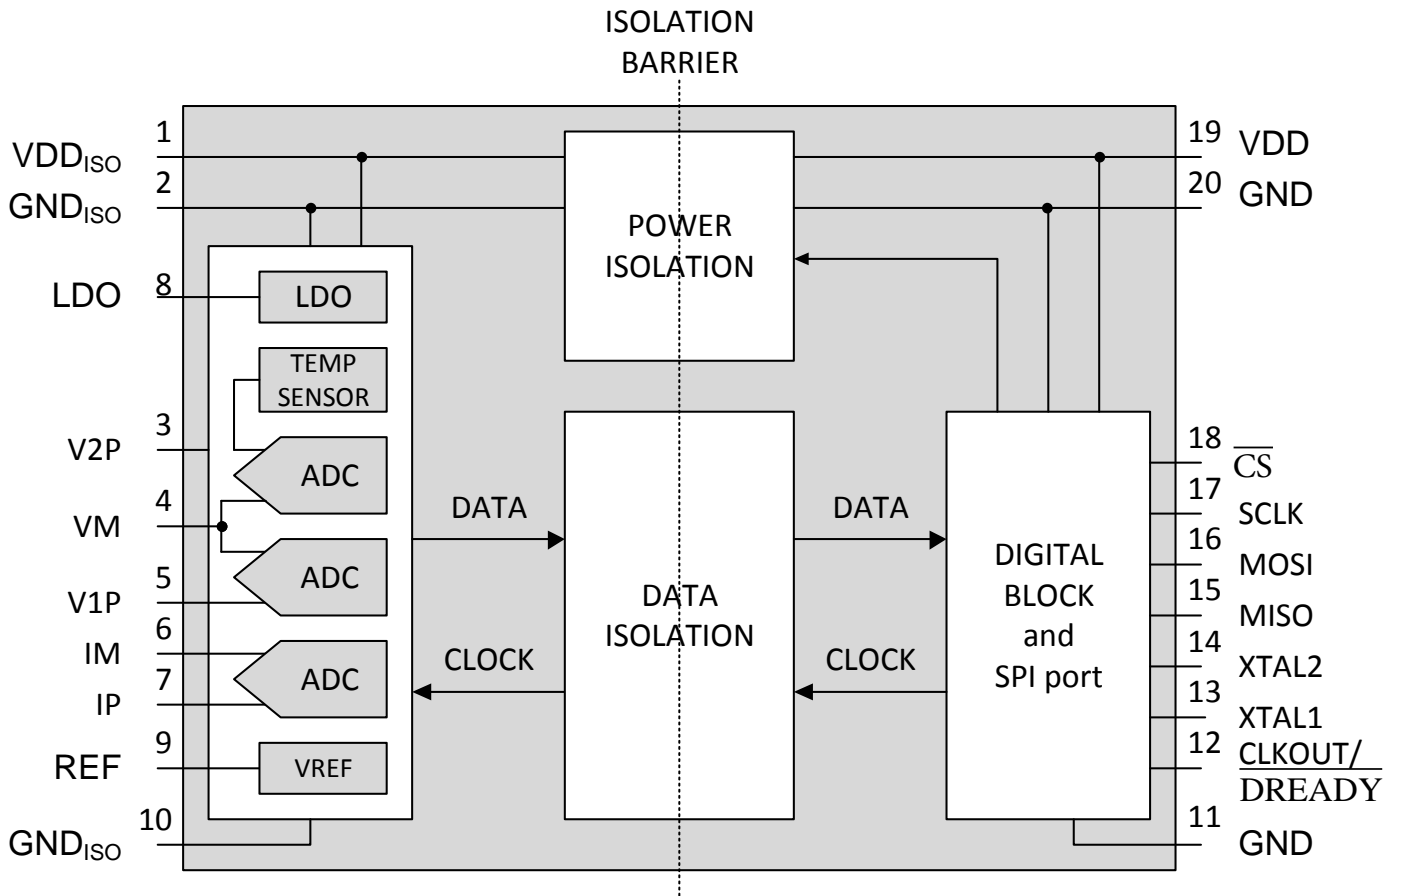 ISOLATION
BARRIER
1
VDDISO
2
GNDISO
8
LDO
3
V2P
4
VM
5
V1P
6
IM
7
IP
9
REF
10
GNDISO
LDO
TEMP
SENSOR
ADC
ADC
ADC
VREF
DATA
CLOCK
POWER
ISOLATION
DATA
ISOLATION
DATA
CLOCK
DIGITAL
BLOCK
and
SPI port
19
VDD
20
GND
18
CS
17
SCLK
16
MOSI
15
MISO
14
XTAL2
13
XTAL1
12
CLKOUT/
DREADY
11
GND